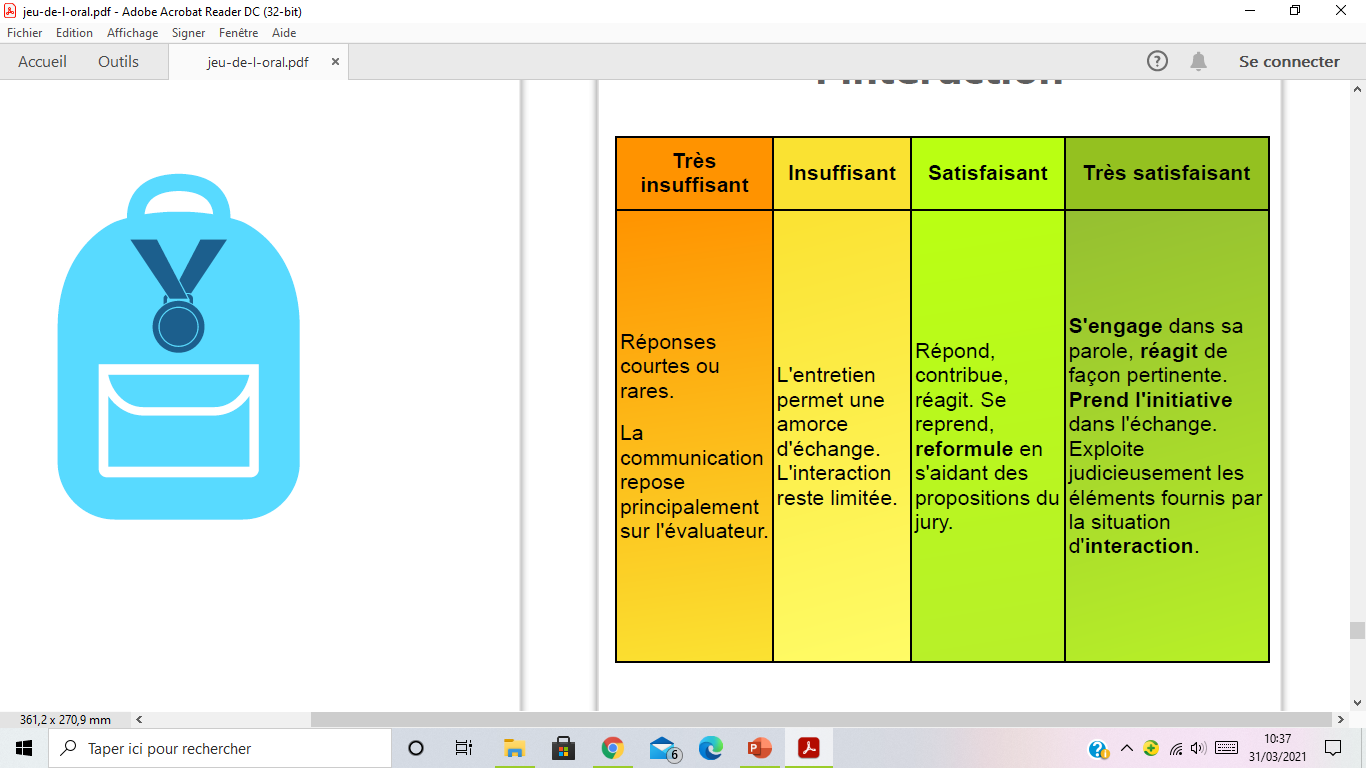 jeu-de-l-oral.pdf - Adobe Acrobat Reader DC (32-bit)
Fichier Edition Affichage Signer Fenêtre Aide
Accueil Outils jeu-de-l-oral.pdf × ? Se connecter
l'interaction
Très
insuffisant
Insuffisant
Satisfaisant
Très satisfaisant
Réponses
courtes ou
rares.
La
communication
repose
principalement
sur l'évaluateur.
L'entretien
permet une
amorce
d'échange.
L'interaction
reste limitée.
Répond,
contribue,
réagit. Se
reprend,
reformule en
s'aidant des
propositions du
jury.
S'engage dans sa
parole, réagit de
façon pertinente.
Prend l'initiative
dans l'échange.
Exploite
judicieusement les
éléments fournis par
la situation
d'interaction.
361,2 x 270,9 mm
Taper ici pour rechercher
6
10:37
31/03/2021